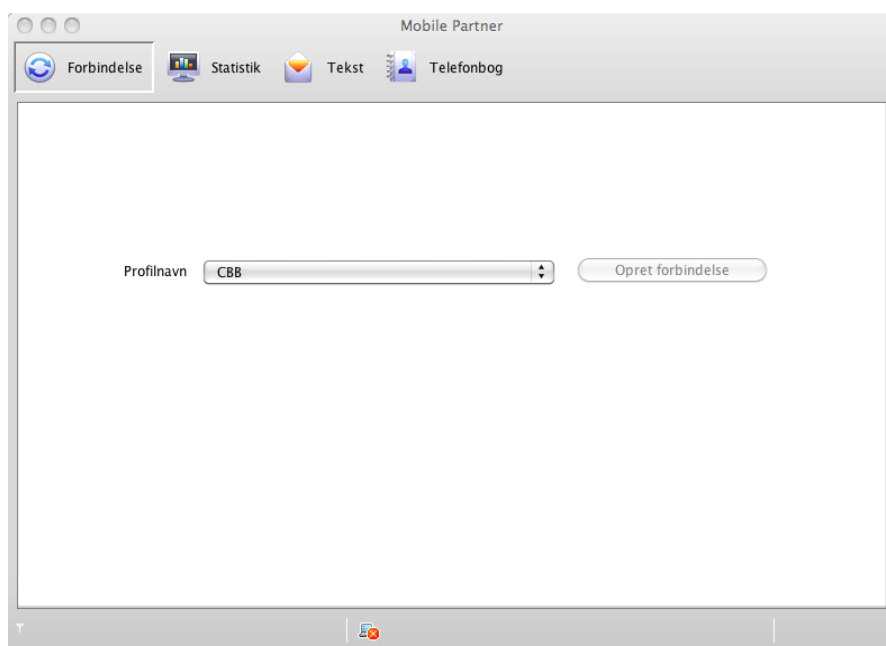 Mobile Partner
Forbindelse Statistik Tekst Telefonbog
Profilnavn CBB Opret forbindelse